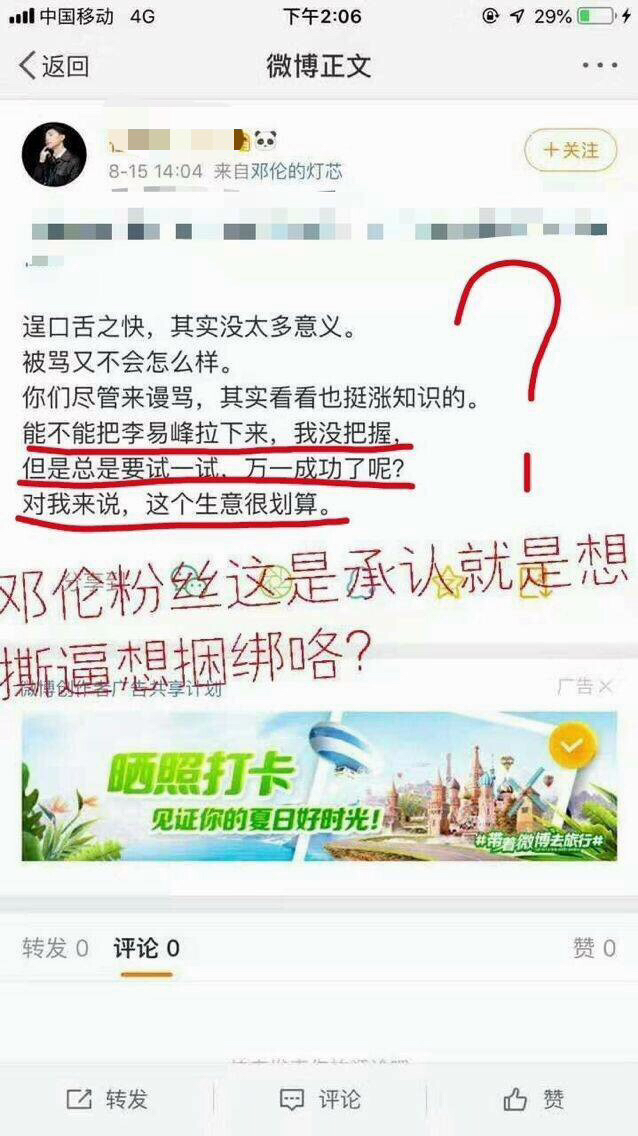 中国移动 4G 下午2:06 29%
返回 微博正文
8-15 14:04 来自邓伦的灯芯
+关注
逞口舌之快，其实没太多意义。
被骂又不会怎么样。
你们尽管来谩骂，其实看看也挺涨知识的。
能不能把李易峰拉下来，我没把握，
但是总是要试一试，万一成功了呢？
对我来说，这个生意很划算。
分享到
邓伦粉丝这是承认就是想
撕逼想捆绑咯？
微博创作者广告共享计划 广告
晒照打卡
见证你的夏日好时光！
#带着微博去旅行#
转发 0 评论 0 赞 0
转发 评论 赞